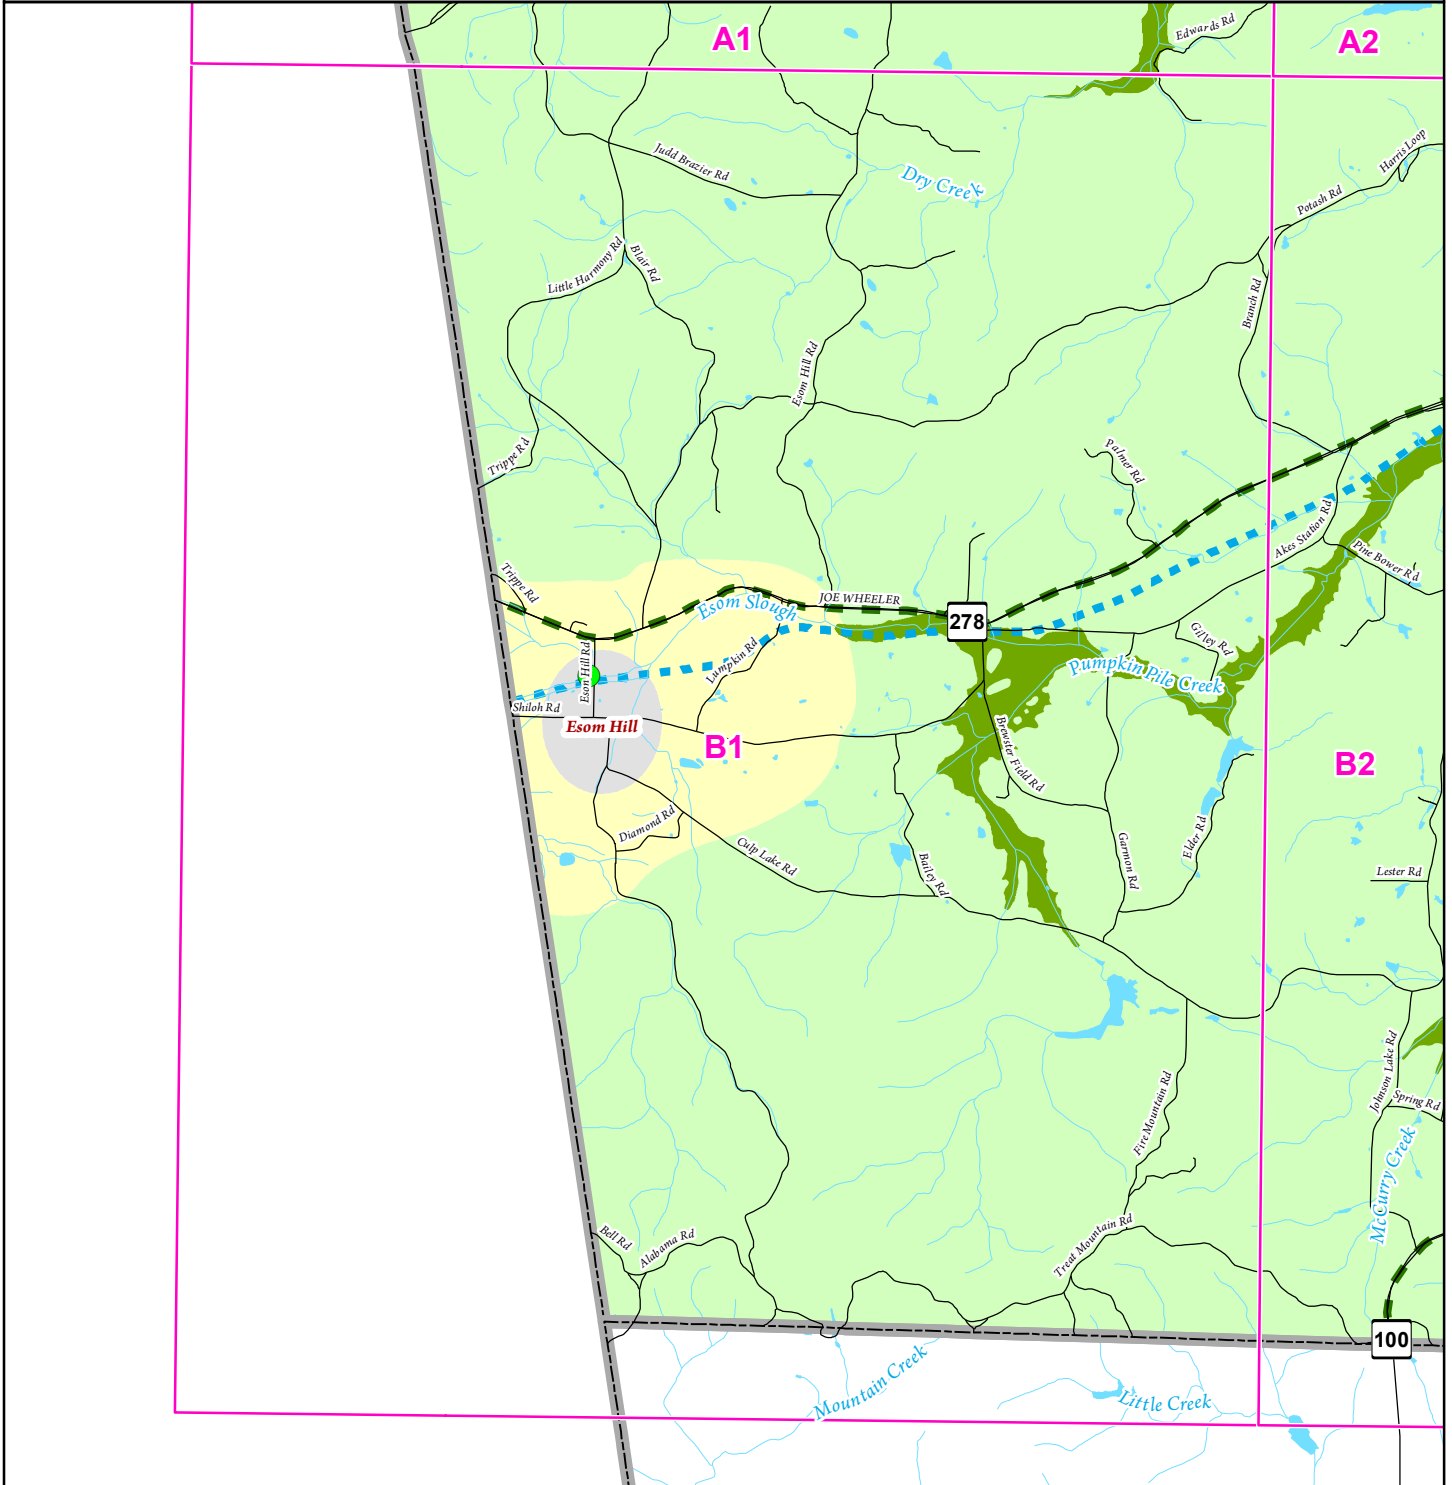 A1
A2
Edwards Rd
Harris Loop
Judd Brazier Rd
Dry Creek
Potash Rd
Little Harmony Rd
Blair Rd
Branch Rd
Esom Hill Rd
Trippe Rd
Palmer Rd
Akes Station Rd
Pine Bower Rd
Trippe Rd
JOE WHEELER
Esom Slough
278
Gilley Rd
Lumpkin Rd
Eson Hill Rd
Pumpkin Pile Creek
Shiloh Rd
Esom Hill
B1
Brewster Field Rd
B2
Diamond Rd
Culp Lake Rd
Bailey Rd
Garmon Rd
Elder Rd
Lester Rd
Johnson Lake Rd
Spring Rd
Fire Mountain Rd
McCurry Creek
Bell Rd
Alabama Rd
Treat Mountain Rd
100
Mountain Creek
Little Creek